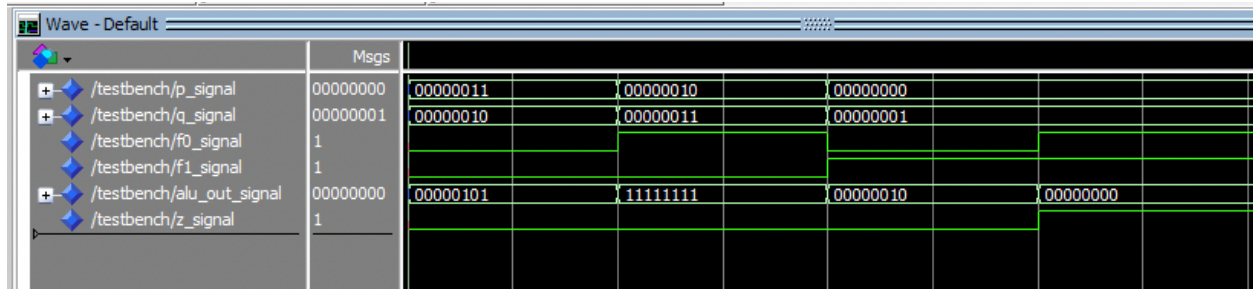 Wave - Default
Msgs
/testbench/p_signal 00000000 00000011 00000010 00000000
/testbench/q_signal 00000001 00000010 00000011 00000001
/testbench/f0_signal 1
/testbench/f1_signal 1
/testbench/alu_out_signal 00000000 00000101 11111111 00000010 00000000
/testbench/z_signal 1